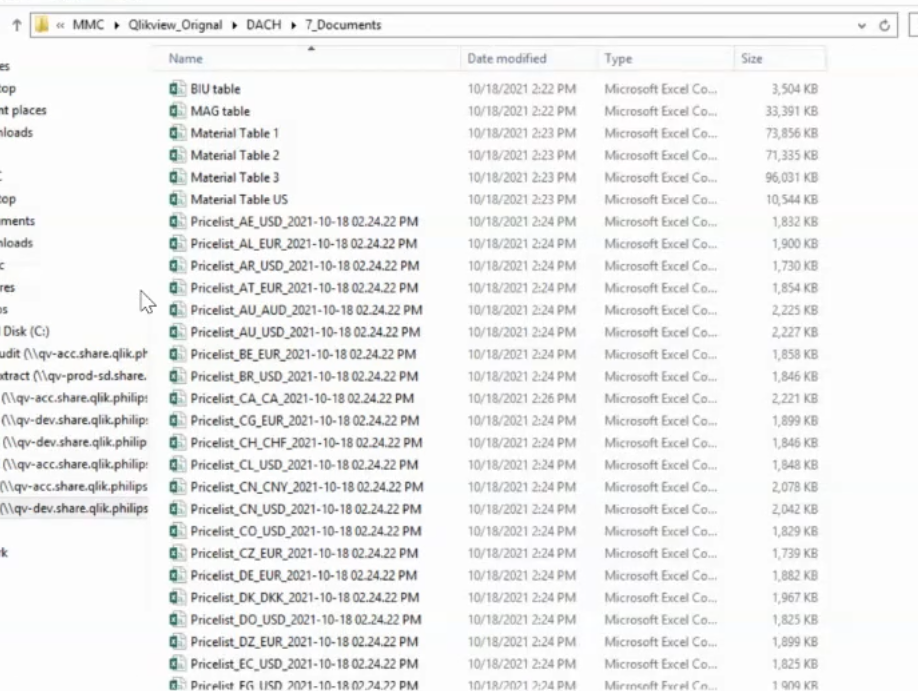 « MMC Qlikview_Orignal DACH 7_Documents
Name Date modified Type Size
BIU table 10/18/2021 2:22 PM Microsoft Excel Co... 3,504 KB
MAG table 10/18/2021 2:22 PM Microsoft Excel Co... 33,391 KB
Material Table 1 10/18/2021 2:23 PM Microsoft Excel Co... 73,856 KB
Material Table 2 10/18/2021 2:23 PM Microsoft Excel Co... 71,335 KB
Material Table 3 10/18/2021 2:23 PM Microsoft Excel Co... 96,031 KB
Material Table US 10/18/2021 2:23 PM Microsoft Excel Co... 10,544 KB
Pricelist_AE_USD_2021-10-18 02.24.22 PM 10/18/2021 2:24 PM Microsoft Excel Co... 1,832 KB
Pricelist_AL_EUR_2021-10-18 02.24.22 PM 10/18/2021 2:24 PM Microsoft Excel Co... 1,900 KB
Pricelist_AR_USD_2021-10-18 02.24.22 PM 10/18/2021 2:24 PM Microsoft Excel Co... 1,730 KB
Pricelist_AT_EUR_2021-10-18 02.24.22 PM 10/18/2021 2:24 PM Microsoft Excel Co... 1,854 KB
Pricelist_AU_AUD_2021-10-18 02.24.22 PM 10/18/2021 2:24 PM Microsoft Excel Co... 2,225 KB
Pricelist_AU_USD_2021-10-18 02.24.22 PM 10/18/2021 2:24 PM Microsoft Excel Co... 2,227 KB
Pricelist_BE_EUR_2021-10-18 02.24.22 PM 10/18/2021 2:24 PM Microsoft Excel Co... 1,858 KB
Pricelist_BR_USD_2021-10-18 02.24.22 PM 10/18/2021 2:24 PM Microsoft Excel Co... 1,846 KB
Pricelist_CA_CA_2021-10-18 02.24.22 PM 10/18/2021 2:26 PM Microsoft Excel Co... 2,221 KB
Pricelist_CG_EUR_2021-10-18 02.24.22 PM 10/18/2021 2:24 PM Microsoft Excel Co... 1,899 KB
Pricelist_CH_CHF_2021-10-18 02.24.22 PM 10/18/2021 2:24 PM Microsoft Excel Co... 1,846 KB
Pricelist_CL_USD_2021-10-18 02.24.22 PM 10/18/2021 2:24 PM Microsoft Excel Co... 1,848 KB
Pricelist_CN_CNY_2021-10-18 02.24.22 PM 10/18/2021 2:24 PM Microsoft Excel Co... 2,078 KB
Pricelist_CN_USD_2021-10-18 02.24.22 PM 10/18/2021 2:24 PM Microsoft Excel Co... 2,042 KB
Pricelist_CO_USD_2021-10-18 02.24.22 PM 10/18/2021 2:24 PM Microsoft Excel Co... 1,829 KB
Pricelist_CZ_EUR_2021-10-18 02.24.22 PM 10/18/2021 2:24 PM Microsoft Excel Co... 1,739 KB
Pricelist_DE_EUR_2021-10-18 02.24.22 PM 10/18/2021 2:24 PM Microsoft Excel Co... 1,882 KB
Pricelist_DK_DKK_2021-10-18 02.24.22 PM 10/18/2021 2:24 PM Microsoft Excel Co... 1,967 KB
Pricelist_DO_USD_2021-10-18 02.24.22 PM 10/18/2021 2:24 PM Microsoft Excel Co... 1,825 KB
Pricelist_DZ_EUR_2021-10-18 02.24.22 PM 10/18/2021 2:24 PM Microsoft Excel Co... 1,899 KB
Pricelist_EC_USD_2021-10-18 02.24.22 PM 10/18/2021 2:24 PM Microsoft Excel Co... 1,825 KB
Pricelist_EG_USD_2021-10-18 02.24.22 PM 10/18/2021 2:24 PM Microsoft Excel Co... 1,909 KB
es
top
nt places
nloads
top
uments
nloads
c
res
os
l Disk (C:)
udit (\\qv-acc.share.qlik.ph
xtract (\\qv-prod-sd.share.
(\\qv-acc.share.qlik.philips
(\\qv-dev.share.qlik.philips
(\\qv-dev.share.qlik.philip
(\\qv-acc.share.qlik.philip
(\\qv-acc.share.qlik.philips
(\\qv-dev.share.qlik.philips
rk